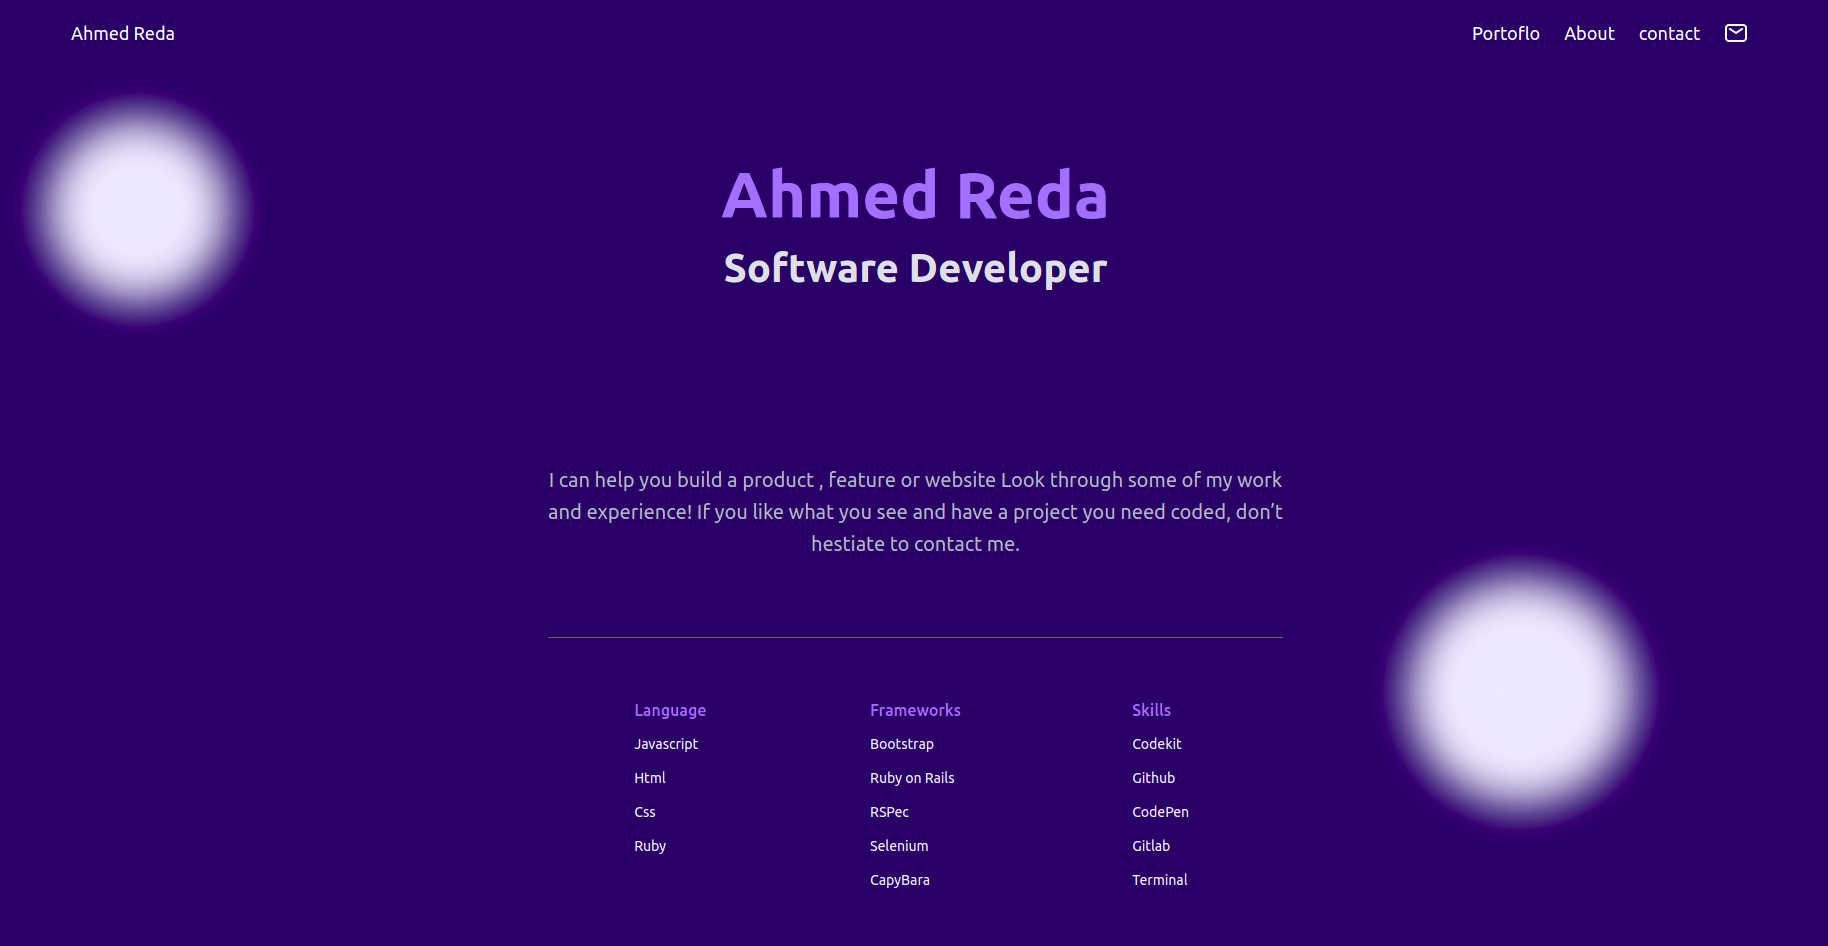 Ahmed Reda
Portoflo About contact
Ahmed Reda
Software Developer
I can help you build a product , feature or website Look through some of my work
and experience! If you like what you see and have a project you need coded, don’t
hestiate to contact me.
Language
Javascript
Html
Css
Ruby
Frameworks
Bootstrap
Ruby on Rails
RSPec
Selenium
CapyBara
Skills
Codekit
Github
CodePen
Gitlab
Terminal